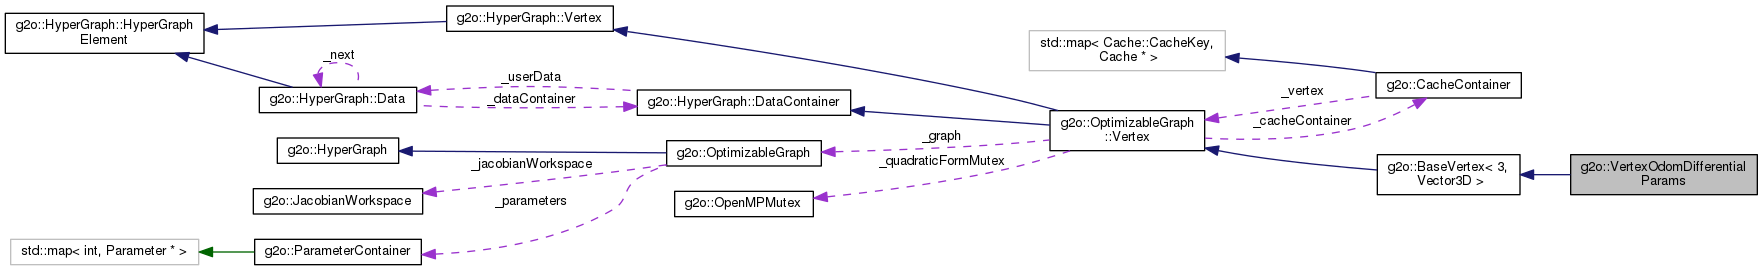 g2o::HyperGraph::HyperGraph
Element
g2o::HyperGraph::Vertex
_next
g2o::HyperGraph::Data
_userData
_dataContainer
g2o::HyperGraph::DataContainer
std::map< Cache::CacheKey,
Cache * >
g2o::CacheContainer
_vertex
_cacheContainer
g2o::OptimizableGraph
::Vertex
_graph
_quadraticFormMutex
g2o::HyperGraph
g2o::OptimizableGraph
_jacobianWorkspace
_parameters
g2o::JacobianWorkspace
g2o::OpenMPMutex
g2o::BaseVertex< 3,
Vector3D >
g2o::VertexOdomDifferential
Params
std::map< int, Parameter * >
g2o::ParameterContainer